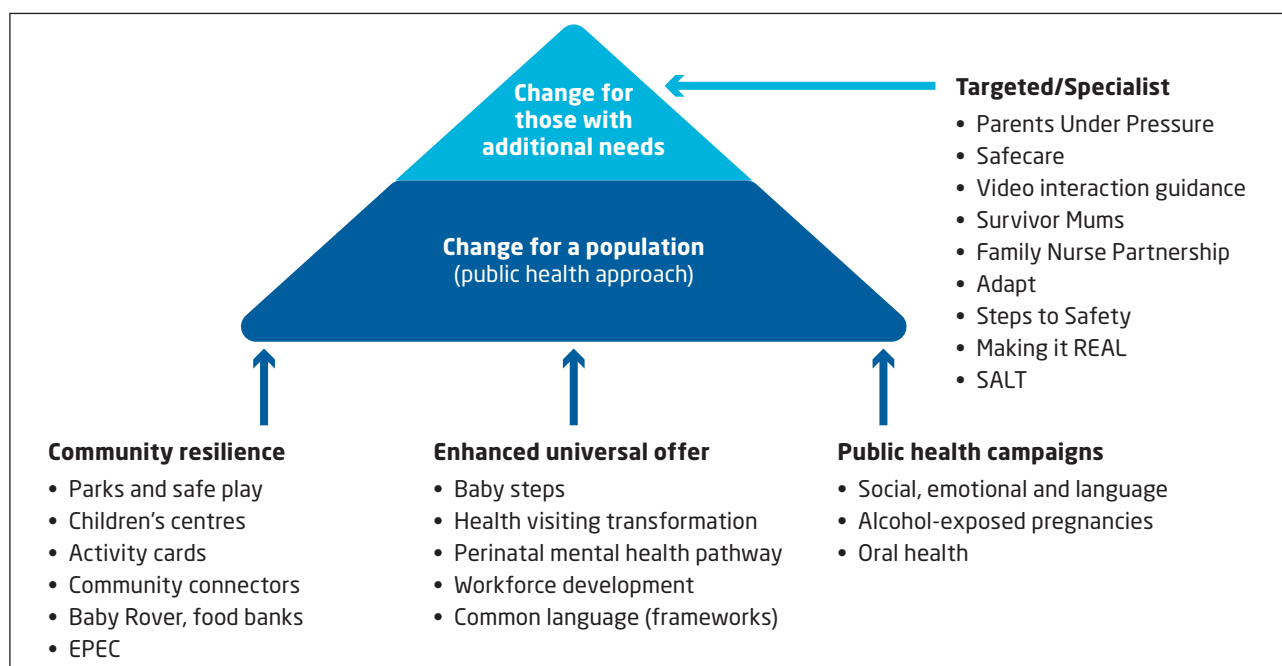 Change for
those with
additional needs
Change for a population
(public health approach)
Targeted/Specialist
• Parents Under Pressure
• Safecare
• Video interaction guidance
• Survivor Mums
• Family Nurse Partnership
• Adapt
• Steps to Safety
• Making it REAL
• SALT
Community resilience
• Parks and safe play
• Children's centres
• Activity cards
• Community connectors
• Baby Rover, food banks
• EPEC
Enhanced universal offer
• Baby steps
• Health visiting transformation
• Perinatal mental health pathway
• Workforce development
• Common language (frameworks)
Public health campaigns
• Social, emotional and language
• Alcohol-exposed pregnancies
• Oral health